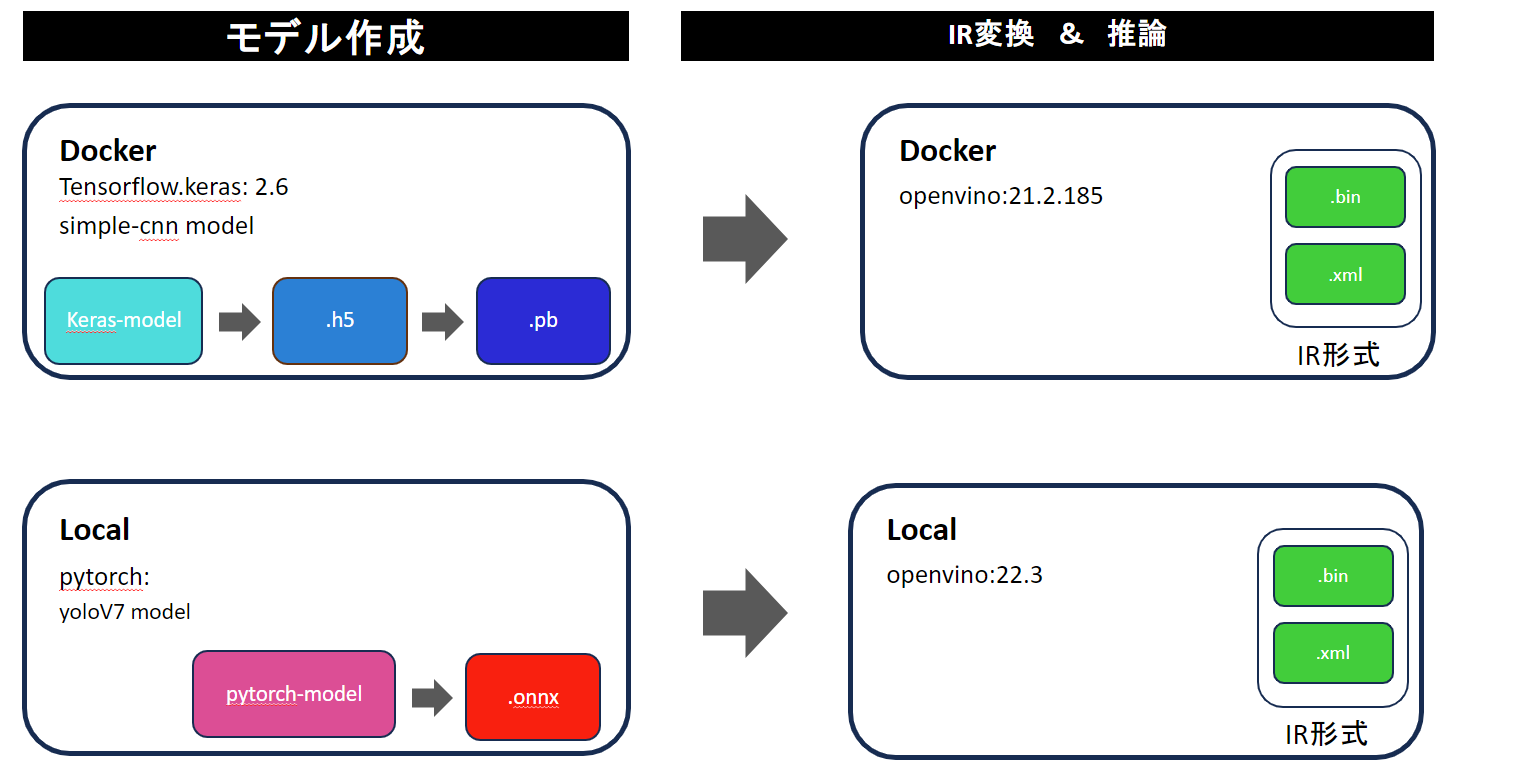 モデル作成
IR変換 & 推論
Docker
Tensorflow.keras: 2.6
simple-cnn model
Keras-model
.h5
.pb
Docker
openvino:21.2.185
.bin
.xml
IR形式
Local
pytorch:
yoloV7 model
pytorch-model
.onnx
Local
openvino:22.3
.bin
.xml
IR形式